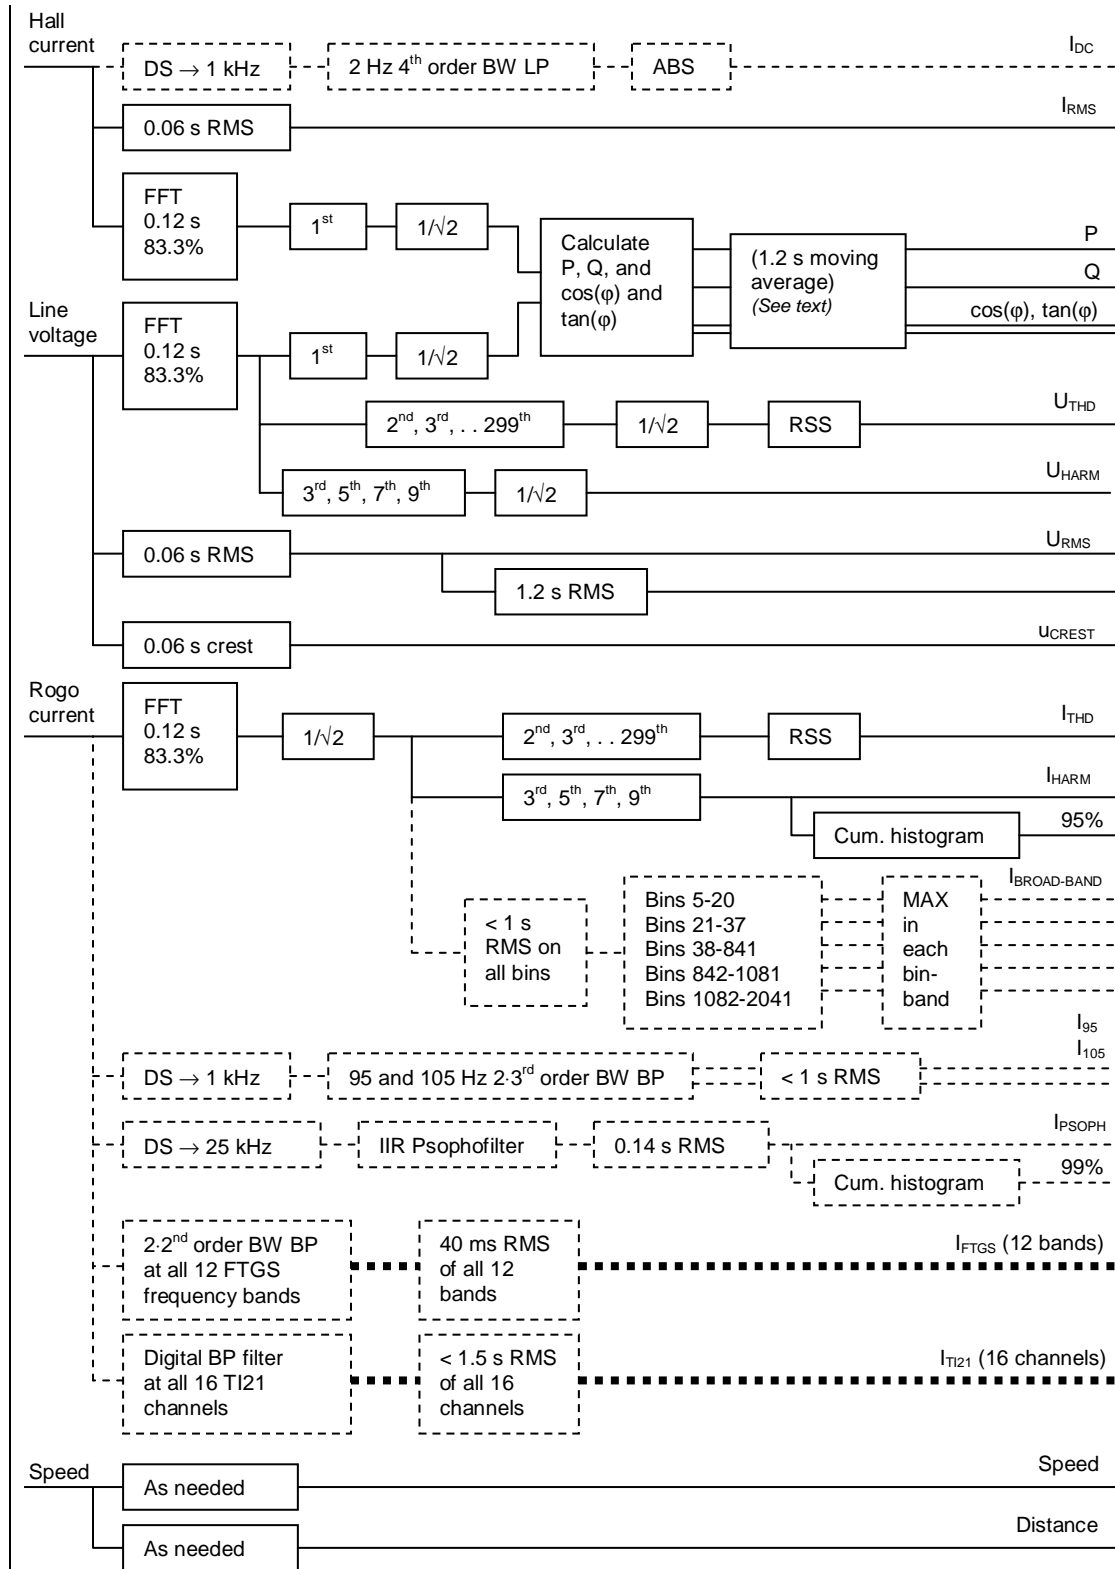 Hall
current
DS → 1 kHz
2 Hz 4th order BW LP
ABS
IDC
0.06 s RMS
IRMS
FFT
0.12 s
83.3%
1st
1/√2
Calculate
P, Q, and
cos(φ) and
tan(φ)
(1.2 s moving
average)
(See text)
P
Q
cos(φ), tan(φ)
Line
voltage
FFT
0.12 s
83.3%
1st
1/√2
2nd, 3rd, . . 299th
1/√2
RSS
UTHD
3rd, 5th, 7th, 9th
1/√2
UHARM
0.06 s RMS
URMS
1.2 s RMS
0.06 s crest
uCREST
Rogo
current
FFT
0.12 s
83.3%
1/√2
2nd, 3rd, . . 299th
RSS
ITHD
3rd, 5th, 7th, 9th
IHARM
Cum. histogram
95%
< 1 s
RMS on
all bins
Bins 5-20
Bins 21-37
Bins 38-841
Bins 842-1081
Bins 1082-2041
MAX
in
each
bin-
band
IBROAD-BAND
DS → 1 kHz
95 and 105 Hz 2·3rd order BW BP
< 1 s RMS
I95
I105
DS → 25 kHz
IIR Psophofilter
0.14 s RMS
IPSOPH
Cum. histogram
99%
2·2nd order BW BP
at all 12 FTGS
frequency bands
40 ms RMS
of all 12
bands
IFTGS (12 bands)
Digital BP filter
at all 16 TI21
channels
< 1.5 s RMS
of all 16
channels
ITI21 (16 channels)
Speed
As needed
Speed
As needed
Distance